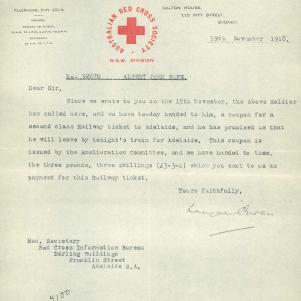 TELEPHONE: CITY
DALTON HOUSE,
115 PITT STREET,
SYDNEY.
AUSTRALIAN RED CROSS SOCIETY
N.S.W. DIVISION
19th November 1918.
ALBERT JOHN
Dear Sir,
Since we wrote to you on the 15th November, the above Soldier
has called here, and we have to-day handed to him, a coupon for a
second class Railway ticket to Adelaide, and he has promised us that
he will leave by tonight's train for Adelaide. This coupon is
issued by the Amelioration Committee, and we have handed to them,
the three pounds, three shillings (£3-3-0) which you sent to us as
payment for this Railway ticket.
Yours faithfully,
Hon. Secretary
Red Cross Information Bureau
Darling Buildings
Franklin Street
Adelaide S.A.